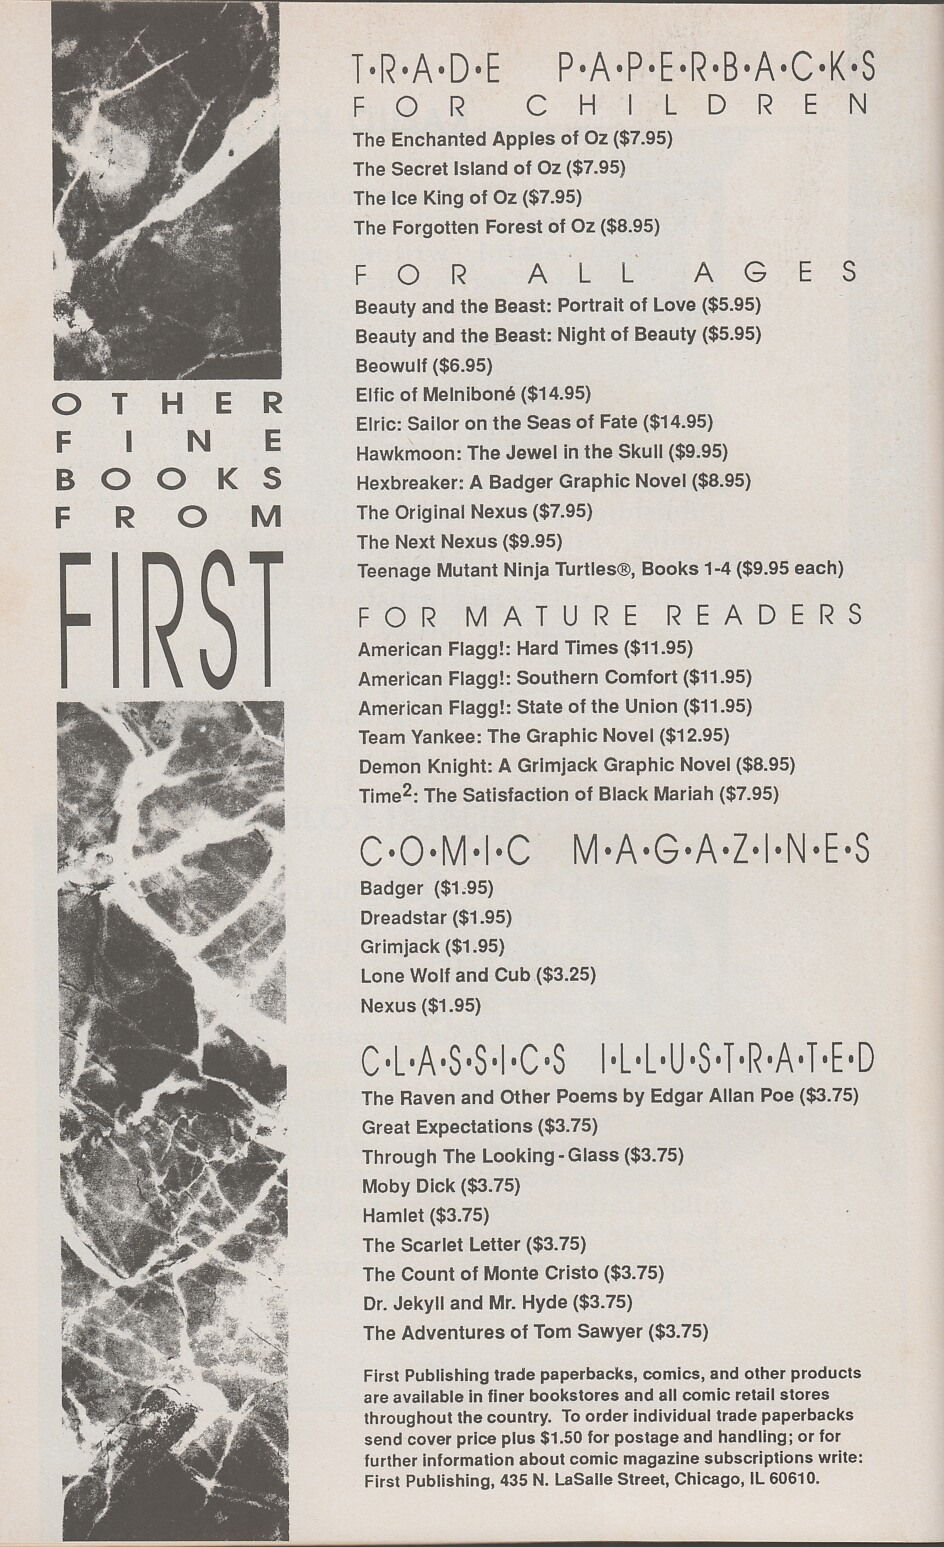 OTHER
FINE
BOOKS
FROM
FIRST
T•R•A•D•E P•A•P•E•R•B•A•C•K•S
FOR CHILDREN
The Enchanted Apples of Oz ($7.95)
The Secret Island of Oz ($7.95)
The Ice King of Oz ($7.95)
The Forgotten Forest of Oz ($8.95)
FOR ALL AGES
Beauty and the Beast: Portrait of Love ($5.95)
Beauty and the Beast: Night of Beauty ($5.95)
Beowulf ($6.95)
Elfic of Melniboné ($14.95)
Elric: Sailor on the Seas of Fate ($14.95)
Hawkmoon: The Jewel in the Skull ($9.95)
Hexbreaker: A Badger Graphic Novel ($8.95)
The Original Nexus ($7.95)
The Next Nexus ($9.95)
Teenage Mutant Ninja Turtles®, Books 1-4 ($9.95 each)
FOR MATURE READERS
American Flagg!: Hard Times ($11.95)
American Flagg!: Southern Comfort ($11.95)
American Flagg!: State of the Union ($11.95)
Team Yankee: The Graphic Novel ($12.95)
Demon Knight: A Grimjack Graphic Novel ($8.95)
Time²: The Satisfaction of Black Mariah ($7.95)
C•O•M•I•C M•A•G•A•Z•I•N•E•S
Badger ($1.95)
Dreadstar ($1.95)
Grimjack ($1.95)
Lone Wolf and Cub ($3.25)
Nexus ($1.95)
C•L•A•S•S•I•C•S I•L•L•U•S•T•R•A•T•E•D
The Raven and Other Poems by Edgar Allan Poe ($3.75)
Great Expectations ($3.75)
Through The Looking-Glass ($3.75)
Moby Dick ($3.75)
Hamlet ($3.75)
The Scarlet Letter ($3.75)
The Count of Monte Cristo ($3.75)
Dr. Jekyll and Mr. Hyde ($3.75)
The Adventures of Tom Sawyer ($3.75)
First Publishing trade paperbacks, comics, and other products
are available in finer bookstores and all comic retail stores
throughout the country. To order individual trade paperbacks
send cover price plus $1.50 for postage and handling; or for
further information about comic magazine subscriptions write:
First Publishing, 435 N. LaSalle Street, Chicago, IL 60610.